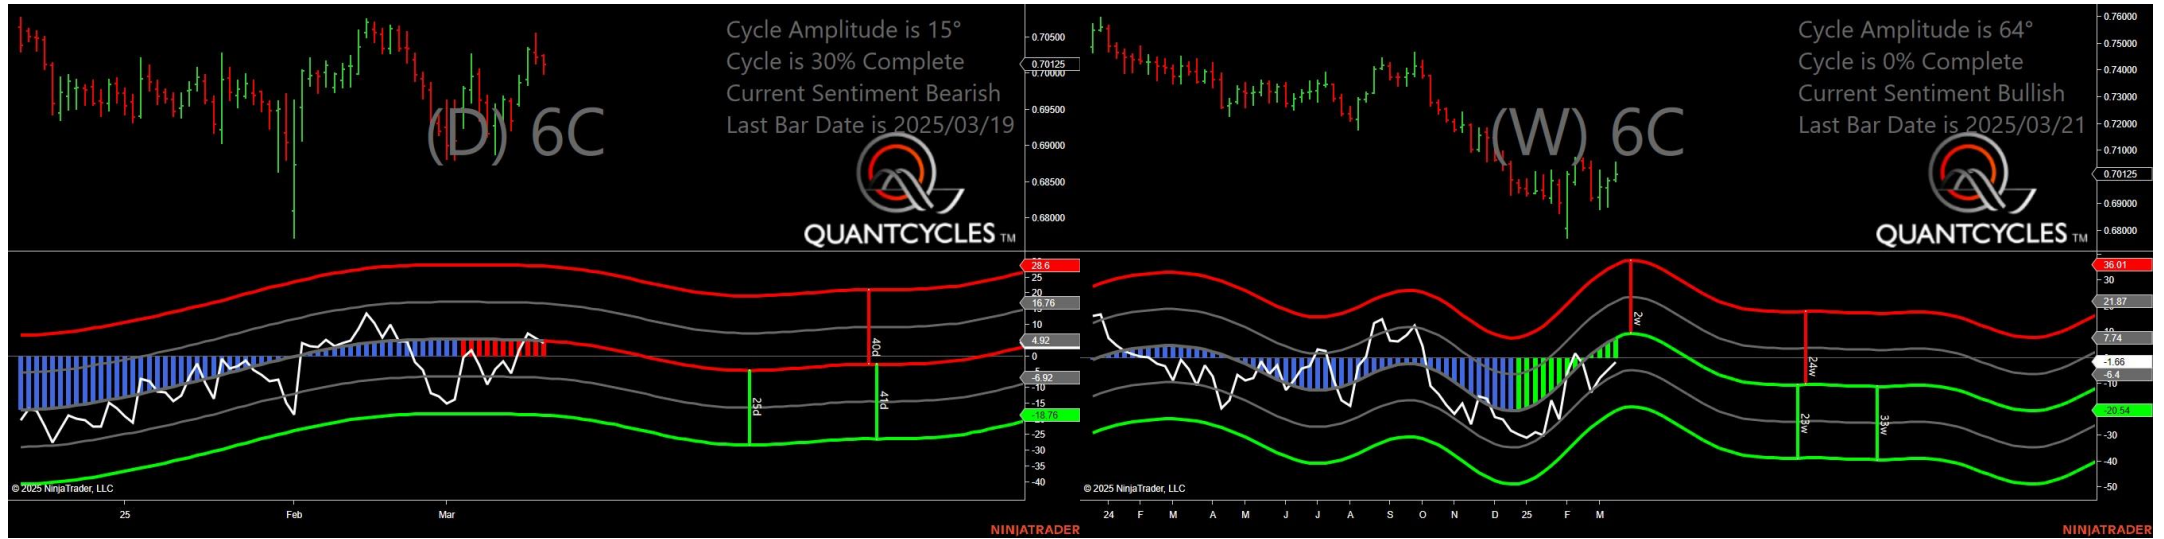 Cycle Amplitude is 15°
Cycle is 30% Complete
Current Sentiment Bearish
Last Bar Date is 2025/03/19
(D) 6C
QUANTCYCLES TM
0.70500
0.70125
0.70000
0.69500
0.69000
0.68500
0.68000
28.6
25
20
16.76
10
4.92
0
-6.92
-10
-15
-18.76
-25
-30
-35
-40
25d
40d
41d
© 2025 NinjaTrader, LLC
25
Feb
Mar
NINJATRADER
Cycle Amplitude is 64°
Cycle is 0% Complete
Current Sentiment Bullish
Last Bar Date is 2025/03/21
(W) 6C
QUANTCYCLES TM
0.76000
0.75000
0.74000
0.73000
0.72000
0.71000
0.70125
0.69000
0.68000
36.01
30
21.87
7.74
-1.66
-6.4
-10
-20.54
-30
-40
-50
2w
24w
23w
33w
© 2025 NinjaTrader, LLC
24 F M A M J J A S O N D 25 F M
NINJATRADER